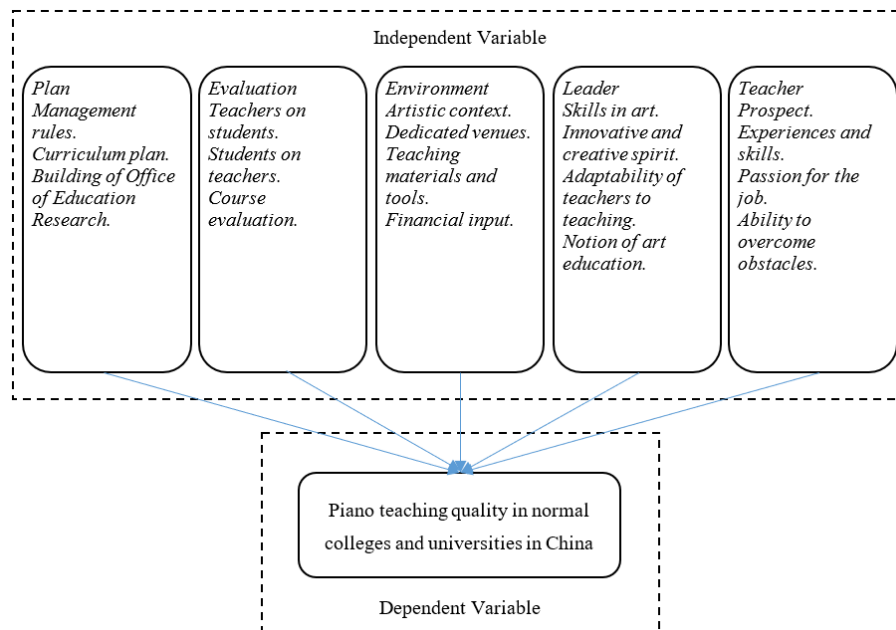 Independent Variable
Plan
Management
rules.
Curriculum plan.
Building of Office
of Education
Research.
Evaluation
Teachers on
students.
Students on
teachers.
Course
evaluation.
Environment
Artistic context.
Dedicated venues.
Teaching
materials and
tools.
Financial input.
Leader
Skills in art.
Innovative and
creative spirit.
Adaptability of
teachers to
teaching.
Notion of art
education.
Teacher
Prospect.
Experiences and
skills.
Passion for the
job.
Ability to
overcome
obstacles.
Piano teaching quality in normal
colleges and universities in China
Dependent Variable